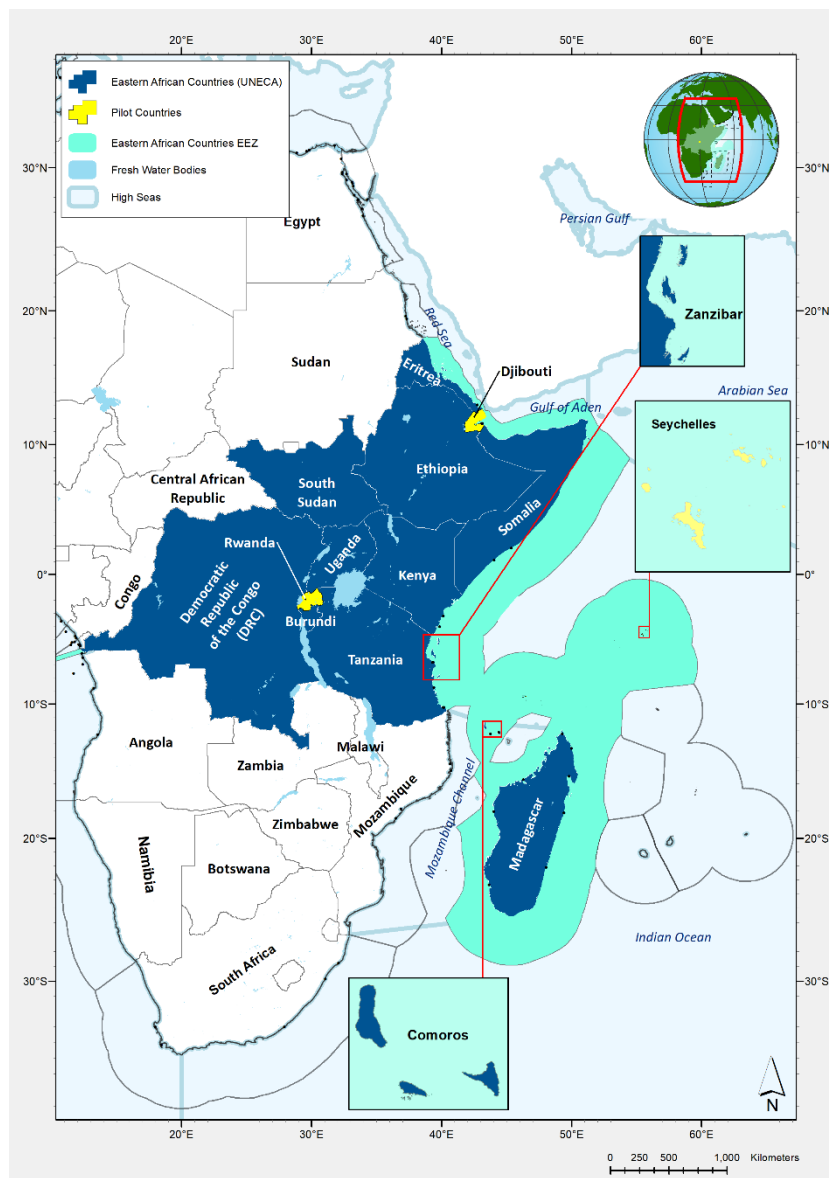 20°E 30°E 40°E 50°E 60°E
Eastern African Countries (UNECA)
Pilot Countries
Eastern African Countries EEZ
Fresh Water Bodies
High Seas
30°N
30°N
Egypt
Persian Gulf
Zanzibar
20°N
20°N
Red Sea
Sudan
Eritrea
Djibouti
Arabian Sea
Gulf of Aden
Seychelles
10°N
10°N
Ethiopia
Central African
Republic
South
Sudan
Somalia
Rwanda
Uganda
Kenya
0°
0°
Congo
Democratic
Republic
of the Congo
(DRC)
Burundi
Tanzania
10°S
10°S
Angola
Malawi
Zambia
Mozambique
Mozambique Channel
Zimbabwe
Madagascar
20°S
20°S
Namibia
Botswana
Indian Ocean
South Africa
30°S
30°S
Comoros
N
20°E 30°E 40°E 50°E 60°E
0 250 500 1,000 Kilometers